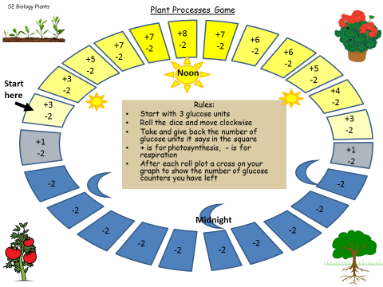 S2 Biology Plants
Plant Processes Game
Start
here
+3
-2
+3
-2
+5
-2
+7
-2
+7
-2
+8
-2
+7
-2
+6
-2
+6
-2
+5
-2
+4
-2
+3
-2
+1
-2
-2
-2
-2
-2
-2
-2
-2
-2
-2
-2
+1
-2
Noon
Rules:
• Start with 3 glucose units
• Roll the dice and move clockwise
• Take and give back the number of
glucose units it says in the square
• + is for photosynthesis, – is for
respiration
• After each roll plot a cross on your
graph to show the number of glucose
counters you have left
Midnight